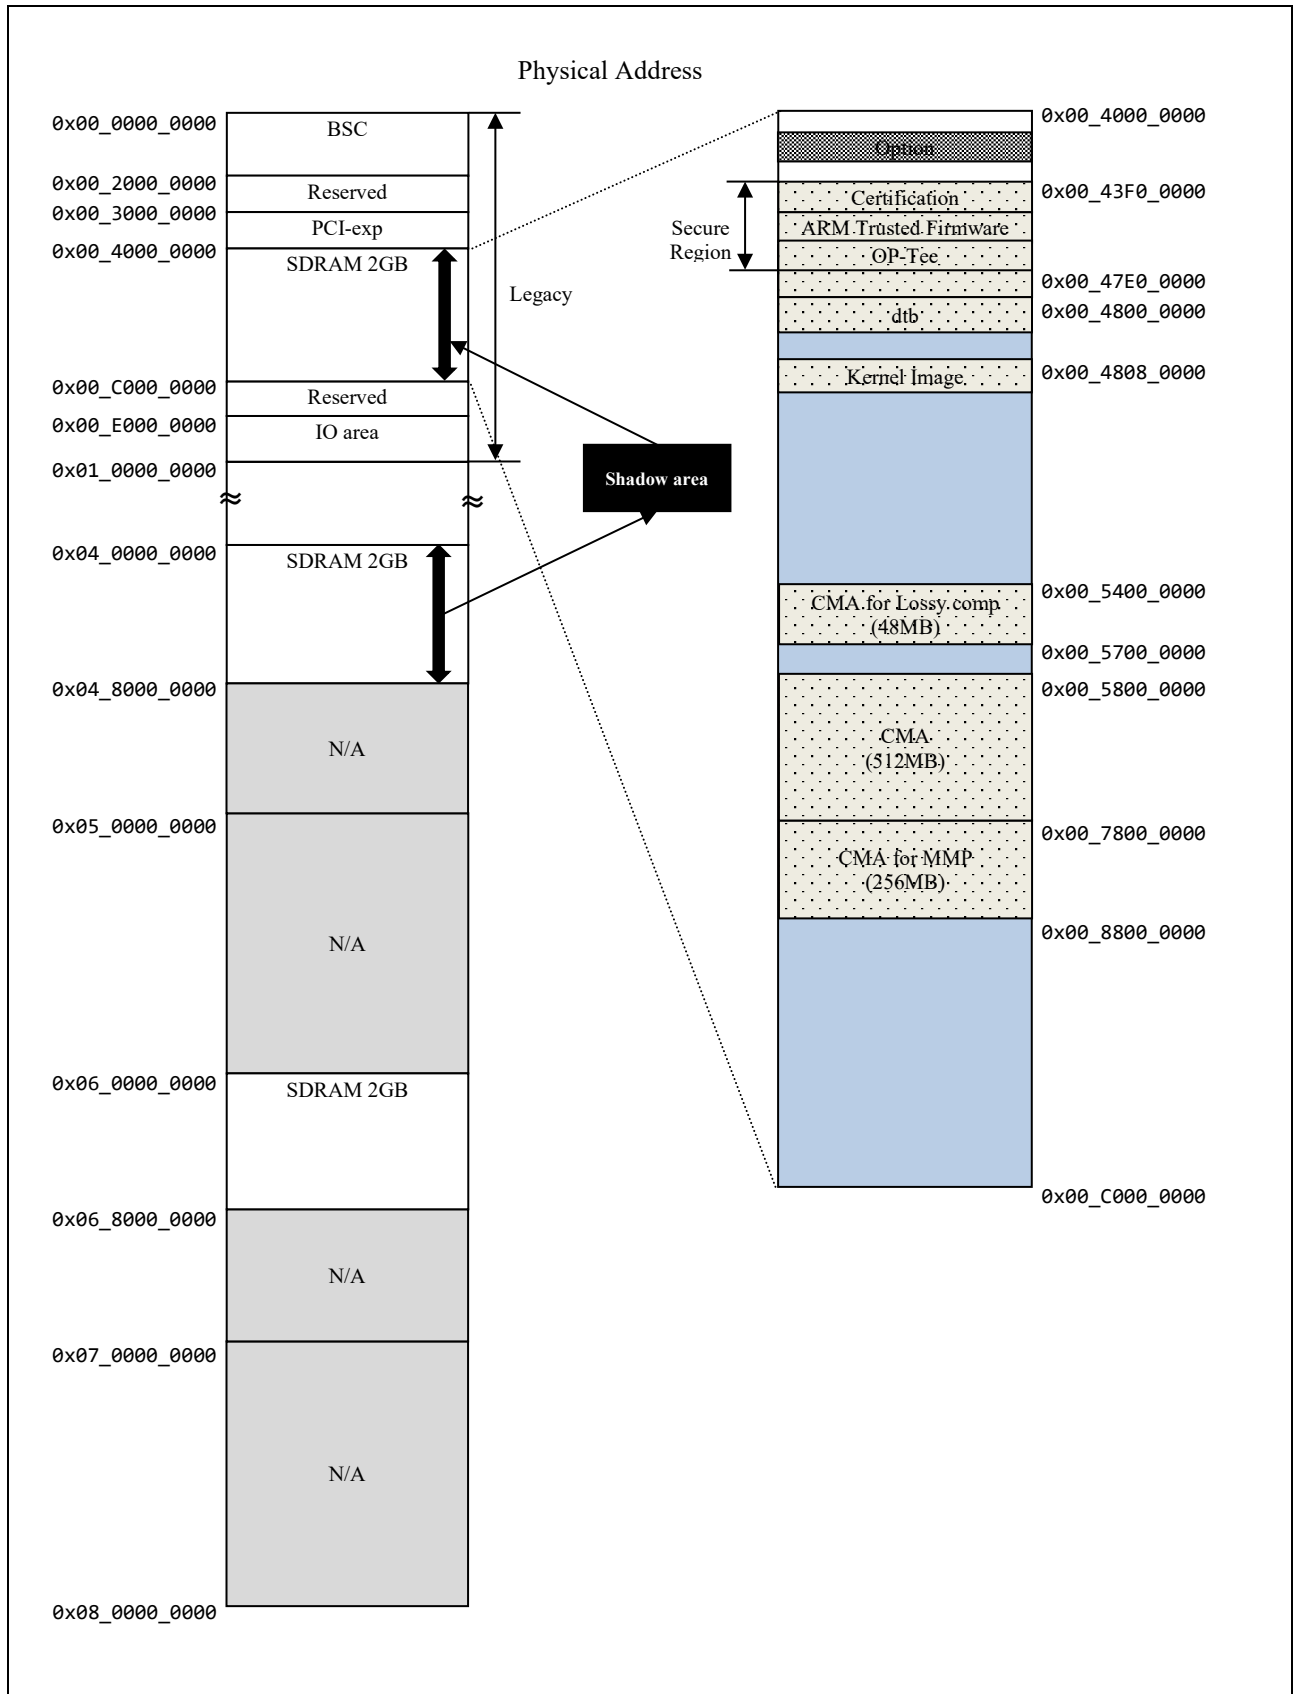 Physical Address
0x00_0000_0000
BSC
0x00_2000_0000
Reserved
0x00_3000_0000
PCI-exp
0x00_4000_0000
SDRAM 2GB
Legacy
0x00_C000_0000
Reserved
0x00_E000_0000
IO area
0x01_0000_0000
≈
≈
Shadow area
0x04_0000_0000
SDRAM 2GB
0x04_8000_0000
N/A
0x05_0000_0000
N/A
0x06_0000_0000
SDRAM 2GB
0x06_8000_0000
N/A
0x07_0000_0000
N/A
0x08_0000_0000
0x00_4000_0000
Option
0x00_43F0_0000
Certification
Secure
Region
ARM Trusted Firmware
OP-Tee
0x00_47E0_0000
dtb
0x00_4800_0000
Kernel Image
0x00_4808_0000
CMA for Lossy comp
(48MB)
0x00_5400_0000
0x00_5700_0000
0x00_5800_0000
CMA
(512MB)
0x00_7800_0000
CMA for MMP
(256MB)
0x00_8800_0000
0x00_C000_0000